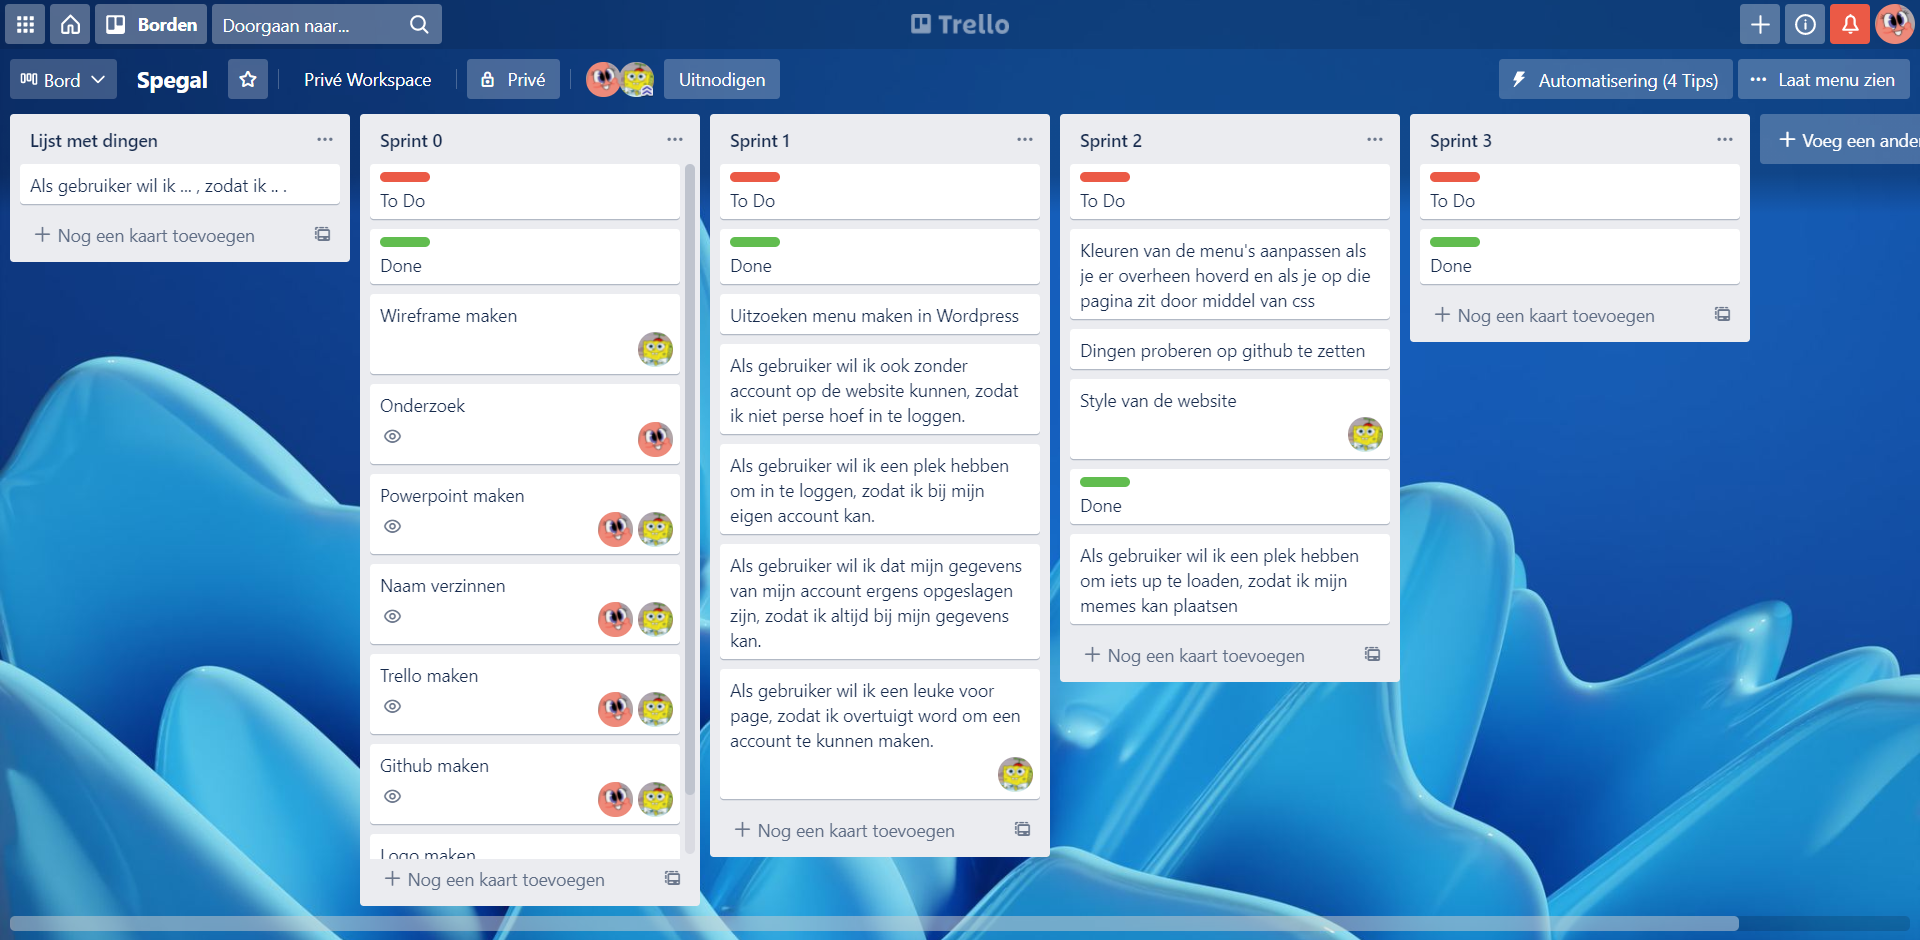 Borden
Doorgaan naar...
Trello
Bord
Spegal
Privé Workspace
Privé
Uitnodigen
Automatisering (4 Tips)
Laat menu zien
Lijst met dingen
Als gebruiker wil ik ... , zodat ik .. .
Nog een kaart toevoegen
Sprint 0
To Do
Done
Wireframe maken
Onderzoek
Powerpoint maken
Naam verzinnen
Trello maken
Github maken
Logo maken
Nog een kaart toevoegen
Sprint 1
To Do
Done
Uitzoeken menu maken in Wordpress
Als gebruiker wil ik ook zonder
account op de website kunnen, zodat
ik niet perse hoef in te loggen.
Als gebruiker wil ik een plek hebben
om in te loggen, zodat ik bij mijn
eigen account kan.
Als gebruiker wil ik dat mijn gegevens
van mijn account ergens opgeslagen
zijn, zodat ik altijd bij mijn gegevens
kan.
Als gebruiker wil ik een leuke voor
page, zodat ik overtuigt word om een
account te kunnen maken.
Nog een kaart toevoegen
Sprint 2
To Do
Kleuren van de menu's aanpassen als
je er overheen hoverd en als je op die
pagina zit door middel van css
Dingen proberen op github te zetten
Style van de website
Done
Als gebruiker wil ik een plek hebben
om iets up te loaden, zodat ik mijn
memes kan plaatsen
Nog een kaart toevoegen
Sprint 3
To Do
Done
Nog een kaart toevoegen
Voeg een ander